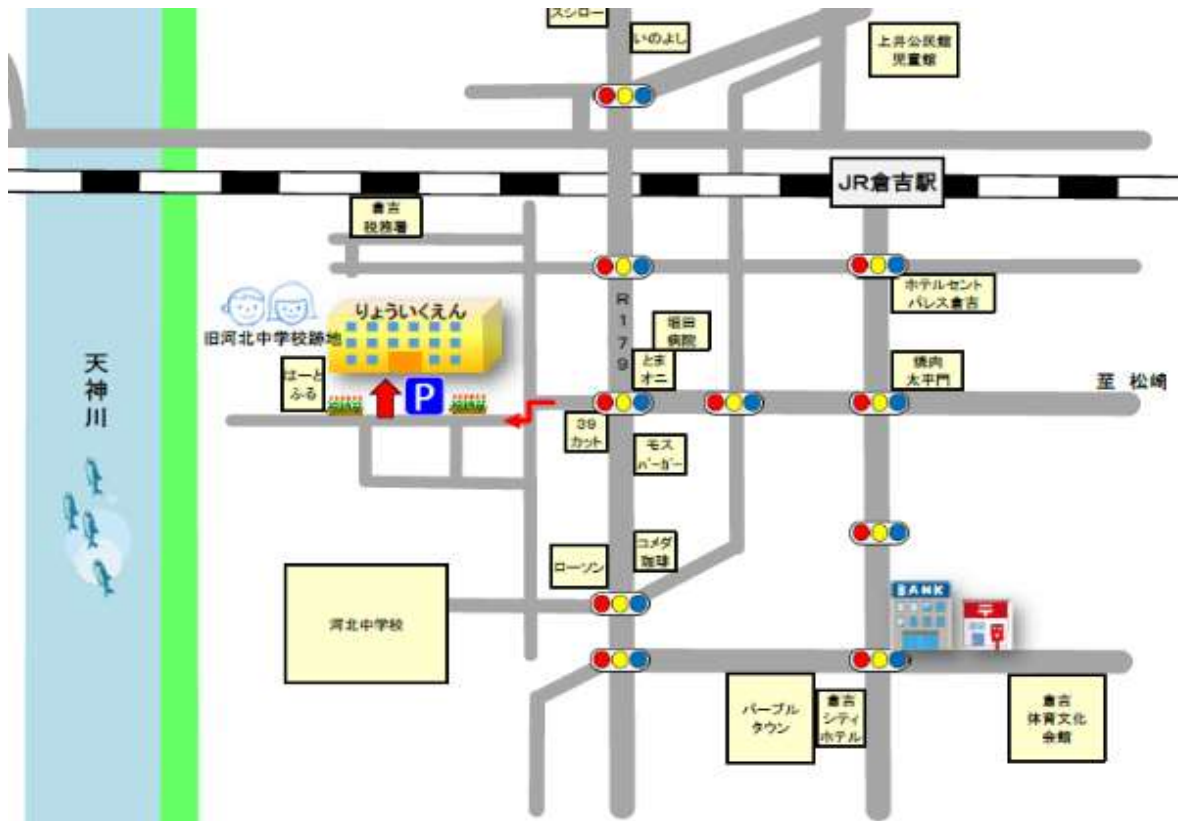 スシロー
いのよし
上井公民館
児童館
JR倉吉駅
倉吉
税務署
ホテルセント
パレス倉吉
りょういくえん
旧河北中学校跡地
R179
垣田
病院
とま
オニ
焼肉
太平門
至 松崎
はーと
ふる
P
天神川
39
カット
モス
バーガー
コメダ
珈琲
ローソン
BANK
〒
河北中学校
パープル
タウン
倉吉
シティ
ホテル
倉吉
体育文化
会館